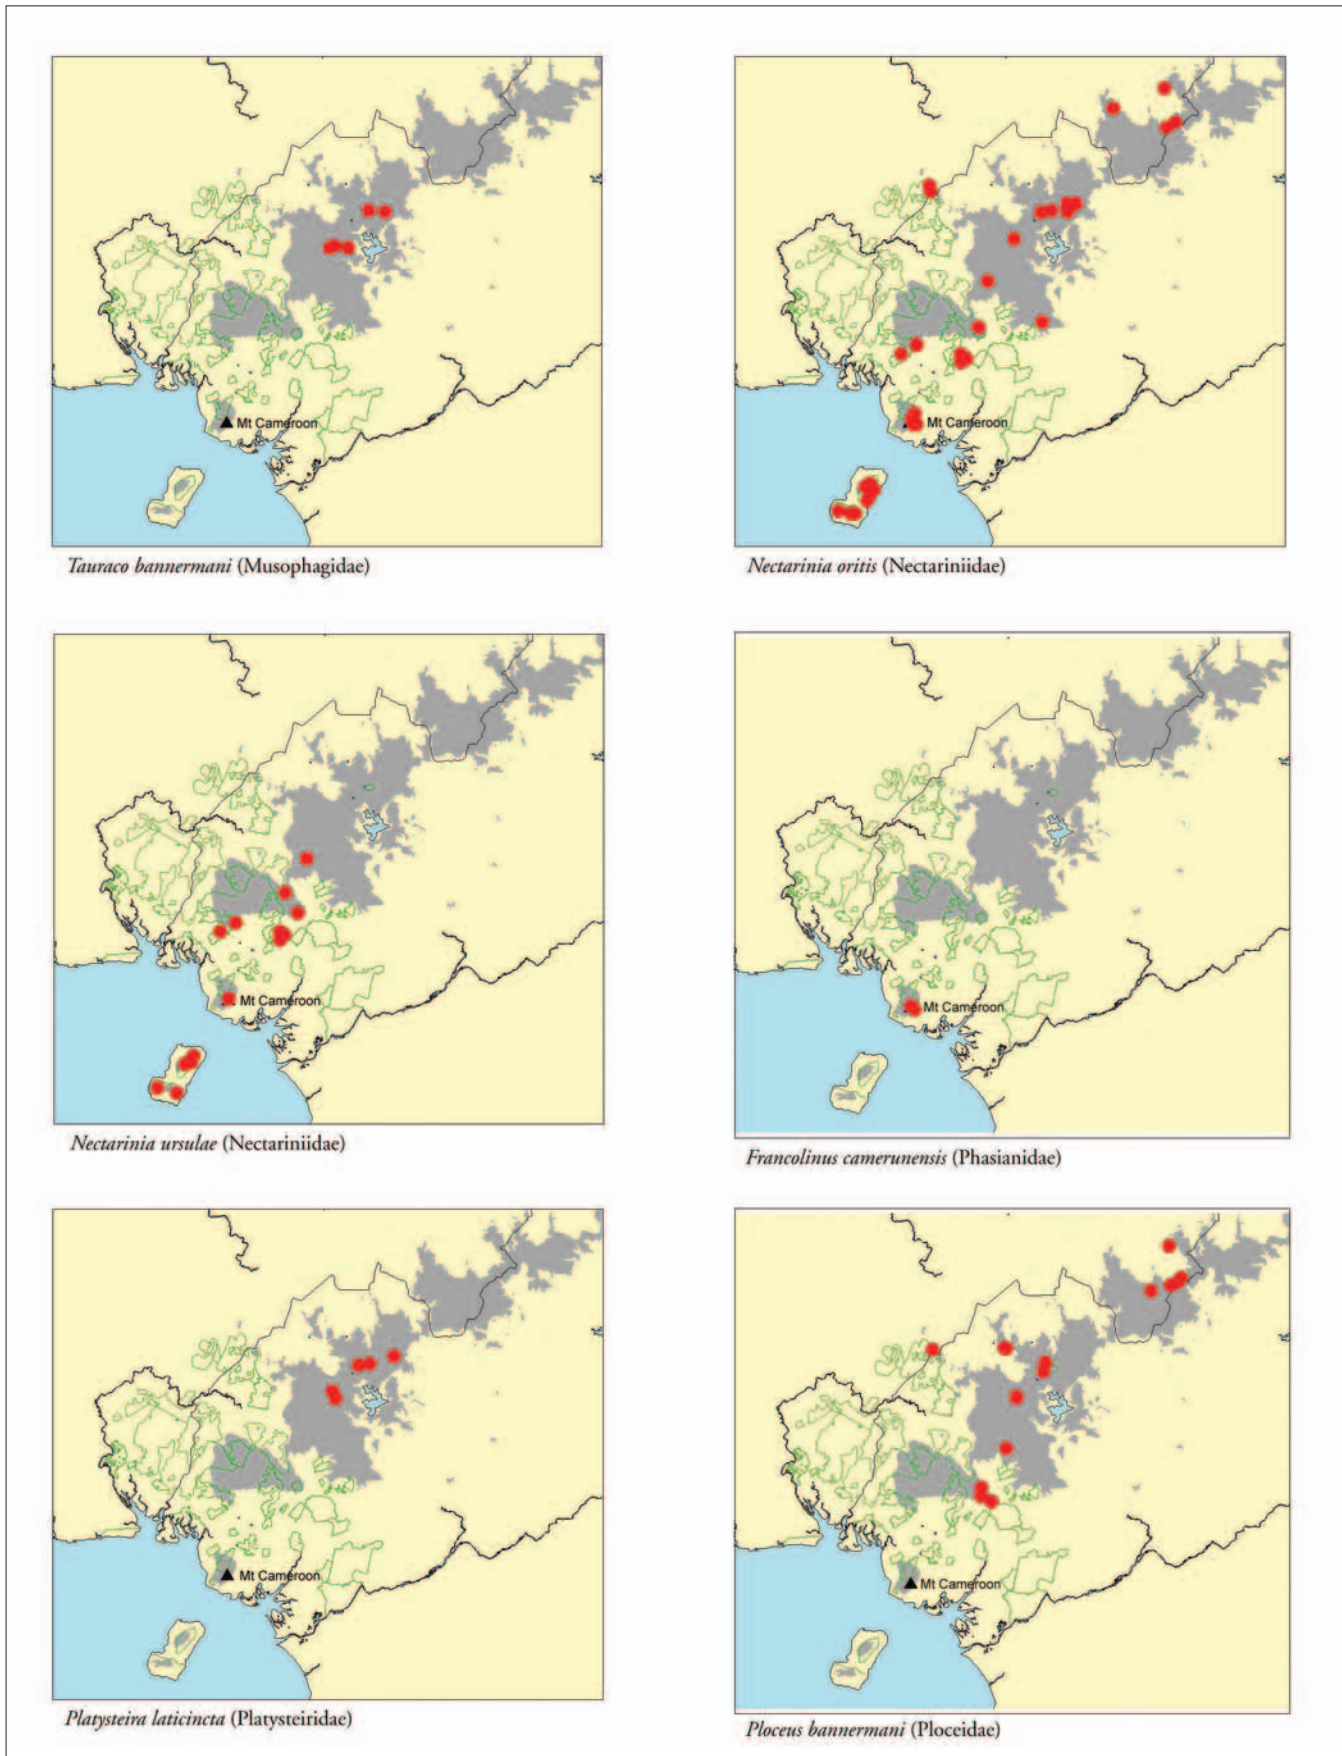 Mt Cameroon
Tauraco bannermani (Musophagidae)
Mt Cameroon
Nectarinia oritis (Nectariniidae)
Mt Cameroon
Nectarinia ursulae (Nectariniidae)
Mt Cameroon
Francolinus camerunensis (Phasianidae)
Mt Cameroon
Platysteira laticincta (Platysteiridae)
Mt Cameroon
Ploceus bannermani (Ploceidae)